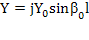 Y = jY₀sinβ₀l